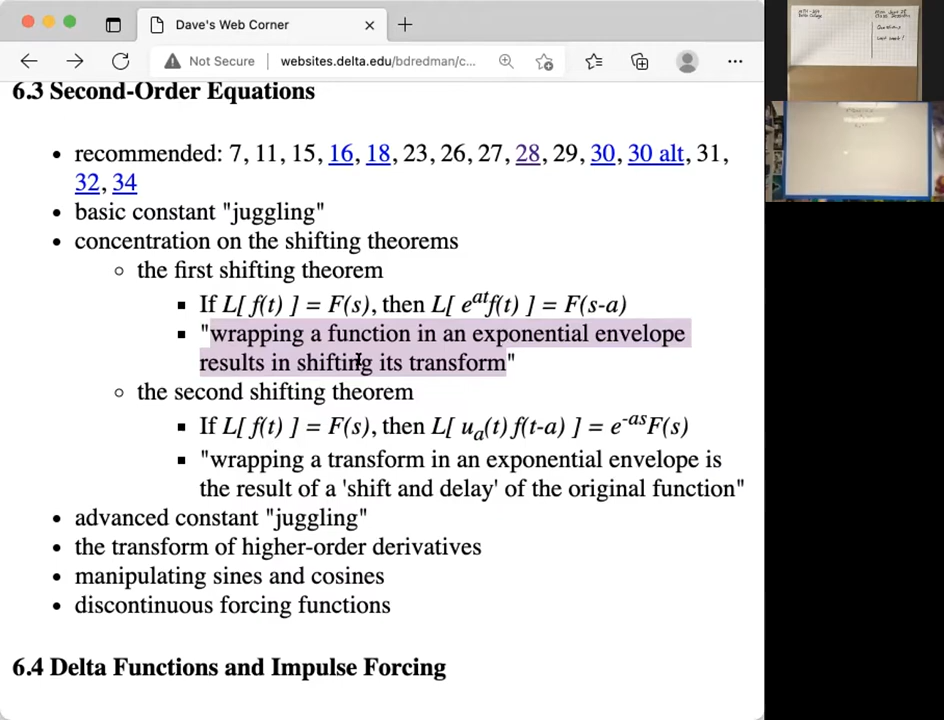 Dave's Web Corner
Not Secure
websites.delta.edu/bdredman/c...
6.3 Second-Order Equations
• recommended: 7, 11, 15, 16, 18, 23, 26, 27, 28, 29, 30, 30 alt, 31,
32, 34
• basic constant "juggling"
• concentration on the shifting theorems
◦ the first shifting theorem
▪ If L[ f(t) ] = F(s), then L[ e^at f(t) ] = F(s-a)
▪ "wrapping a function in an exponential envelope
results in shifting its transform"
◦ the second shifting theorem
▪ If L[ f(t) ] = F(s), then L[ u_a(t) f(t-a) ] = e^-as F(s)
▪ "wrapping a transform in an exponential envelope is
the result of a 'shift and delay' of the original function"
• advanced constant "juggling"
• the transform of higher-order derivatives
• manipulating sines and cosines
• discontinuous forcing functions
6.4 Delta Functions and Impulse Forcing